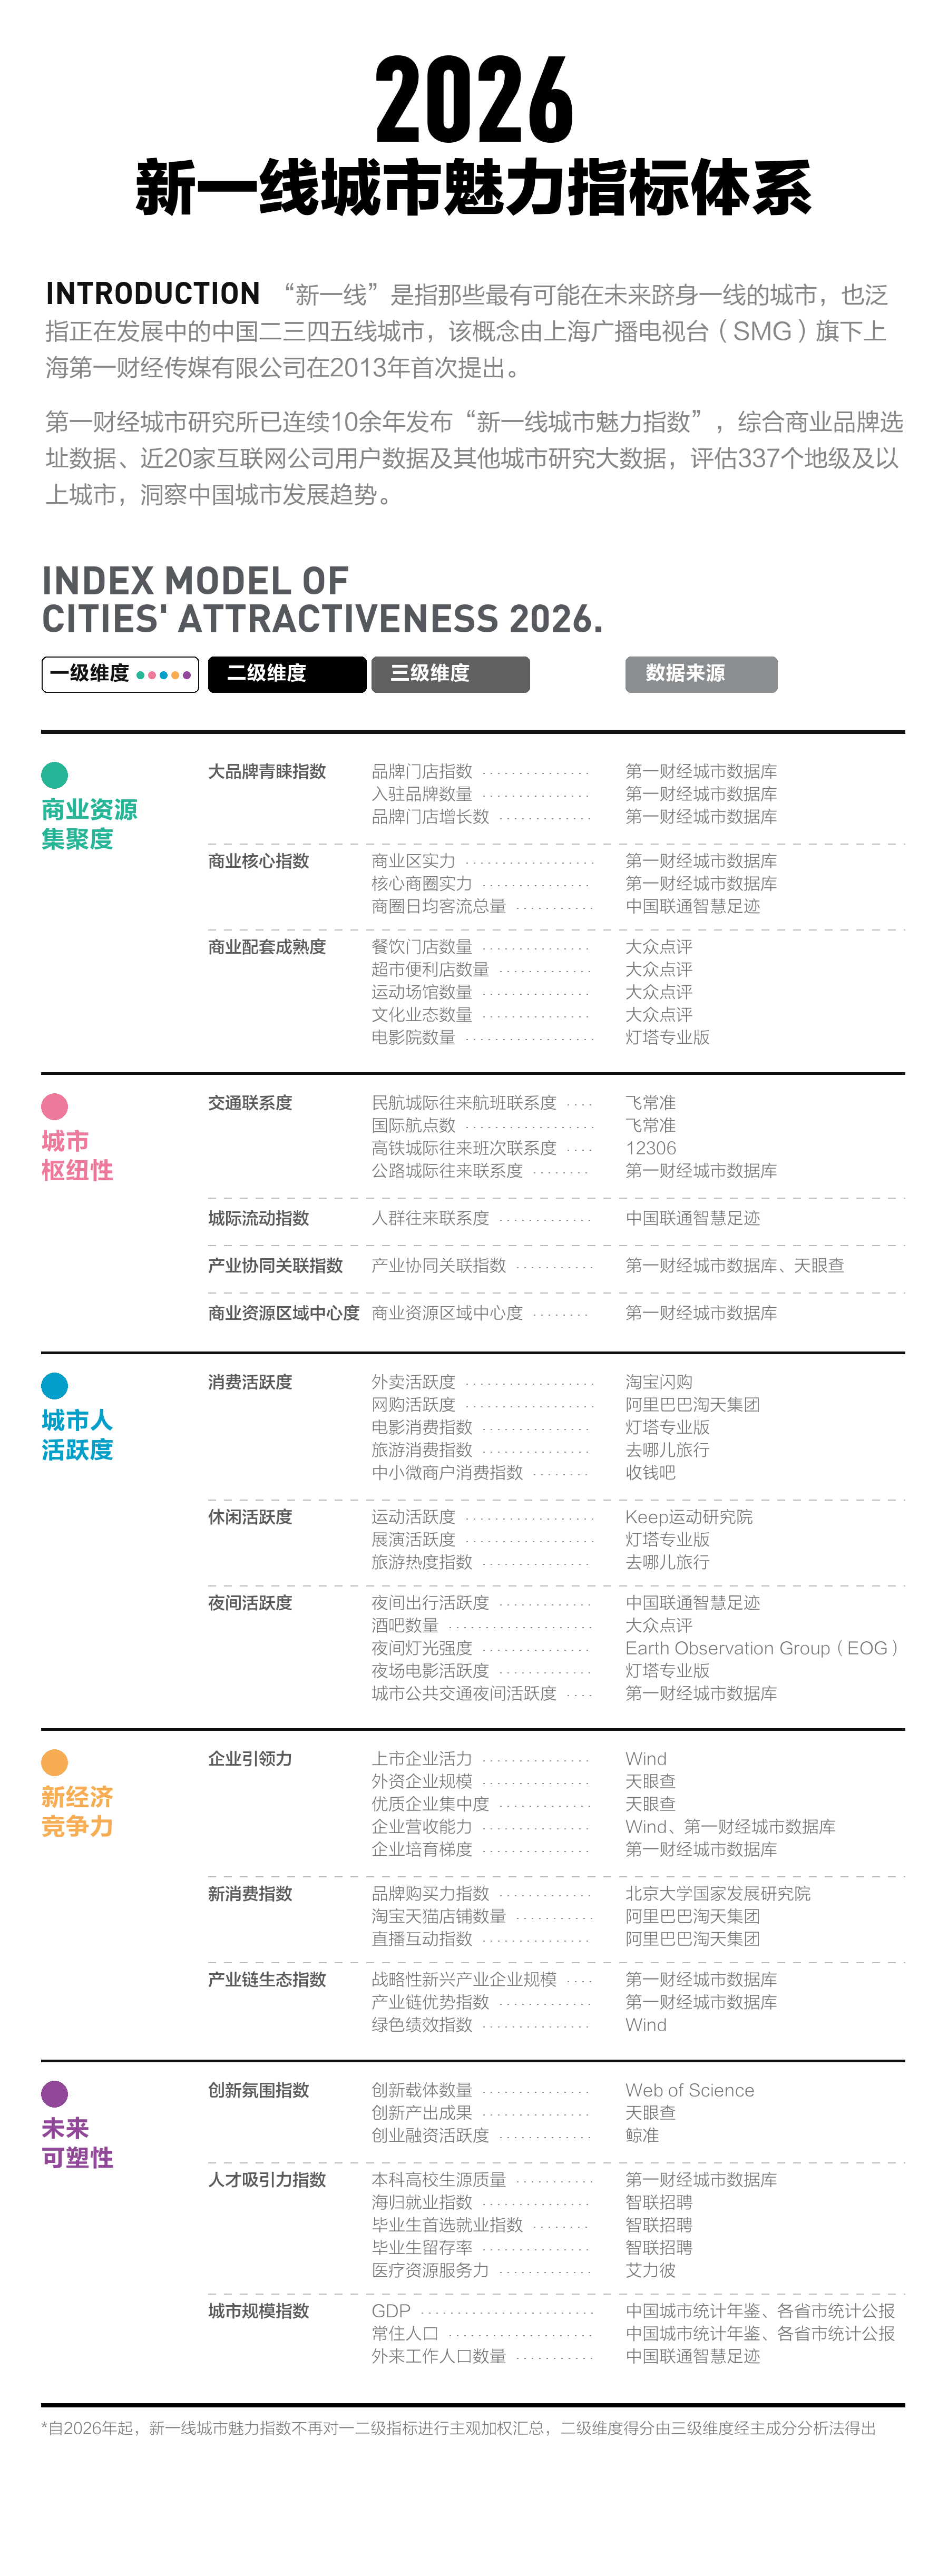 2026
新一线城市魅力指标体系
INTRODUCTION “新一线”是指那些最有可能在未来跻身一线的城市，也泛
指正在发展中的中国二三四五线城市，该概念由上海广播电视台（SMG）旗下上
海第一财经传媒有限公司在2013年首次提出。
第一财经城市研究所已连续10余年发布“新一线城市魅力指数”，综合商业品牌选
址数据、近20家互联网公司用户数据及其他城市研究大数据，评估337个地级及以
上城市，洞察中国城市发展趋势。
INDEX MODEL OF
CITIES' ATTRACTIVENESS 2026.
一级维度 二级维度 三级维度 数据来源
商业资源
集聚度
大品牌青睐指数 品牌门店指数 第一财经城市数据库
入驻品牌数量 第一财经城市数据库
品牌门店增长数 第一财经城市数据库
商业核心指数 商业区实力 第一财经城市数据库
核心商圈实力 第一财经城市数据库
商圈日均客流总量 中国联通智慧足迹
商业配套成熟度 餐饮门店数量 大众点评
超市便利店数量 大众点评
运动场馆数量 大众点评
文化业态数量 大众点评
电影院数量 灯塔专业版
城市
枢纽性
交通联系度 民航城际往来航班联系度 飞常准
国际航点数 飞常准
高铁城际往来班次联系度 12306
公路城际往来联系度 第一财经城市数据库
城际流动指数 人群往来联系度 中国联通智慧足迹
产业协同关联指数 产业协同关联指数 第一财经城市数据库、天眼查
商业资源区域中心度 商业资源区域中心度 第一财经城市数据库
城市人
活跃度
消费活跃度 外卖活跃度 淘宝闪购
网购活跃度 阿里巴巴淘天集团
电影消费指数 灯塔专业版
旅游消费指数 去哪儿旅行
中小微商户消费指数 收钱吧
休闲活跃度 运动活跃度 Keep运动研究院
展演活跃度 灯塔专业版
旅游热度指数 去哪儿旅行
夜间活跃度 夜间出行活跃度 中国联通智慧足迹
酒吧数量 大众点评
夜间灯光强度 Earth Observation Group（EOG）
夜场电影活跃度 灯塔专业版
城市公共交通夜间活跃度 第一财经城市数据库
新经济
竞争力
企业引领力 上市企业活力 Wind
外资企业规模 天眼查
优质企业集中度 天眼查
企业营收能力 Wind、第一财经城市数据库
企业培育梯度 第一财经城市数据库
新消费指数 品牌购买力指数 北京大学国家发展研究院
淘宝天猫店铺数量 阿里巴巴淘天集团
直播互动指数 阿里巴巴淘天集团
产业链生态指数 战略性新兴产业企业规模 第一财经城市数据库
产业链优势指数 第一财经城市数据库
绿色绩效指数 Wind
未来
可塑性
创新氛围指数 创新载体数量 Web of Science
创新产出成果 天眼查
创业融资活跃度 鲸准
人才吸引力指数 本科高校生源质量 第一财经城市数据库
海归就业指数 智联招聘
毕业生首选就业指数 智联招聘
毕业生留存率 智联招聘
医疗资源服务力 艾力彼
城市规模指数 GDP 中国城市统计年鉴、各省市统计公报
常住人口 中国城市统计年鉴、各省市统计公报
外来工作人口数量 中国联通智慧足迹
*自2026年起，新一线城市魅力指数不再对一二级指标进行主观加权汇总，二级维度得分由三级维度经主成分分析法得出